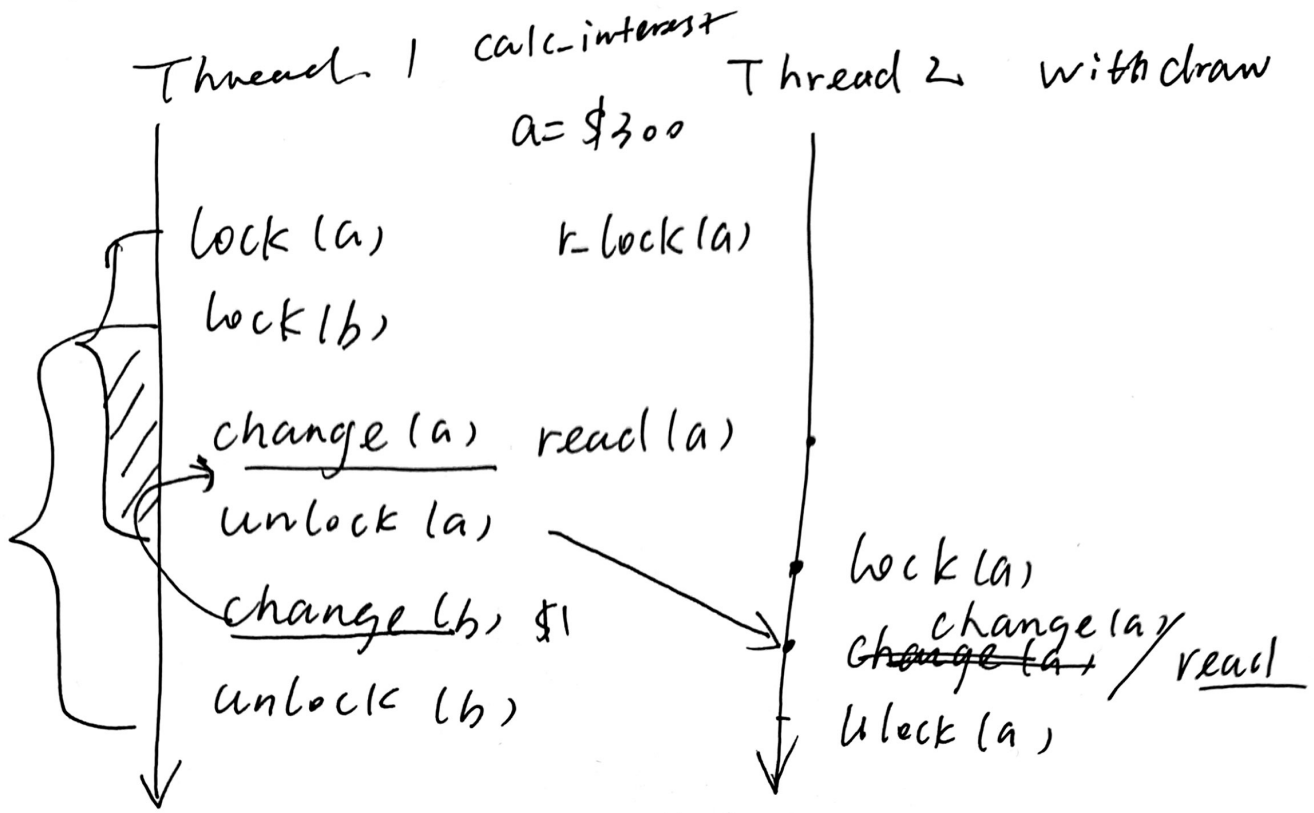 Thread 1 calc_interest
Thread 2 withdraw
a= $300
lock (a)
r_lock(a)
lock(b)
change (a) read (a)
unlock (a)
lock (a)
change (b) $1
change (a) / read
change (a)
unlock (b)
Ulock (a)